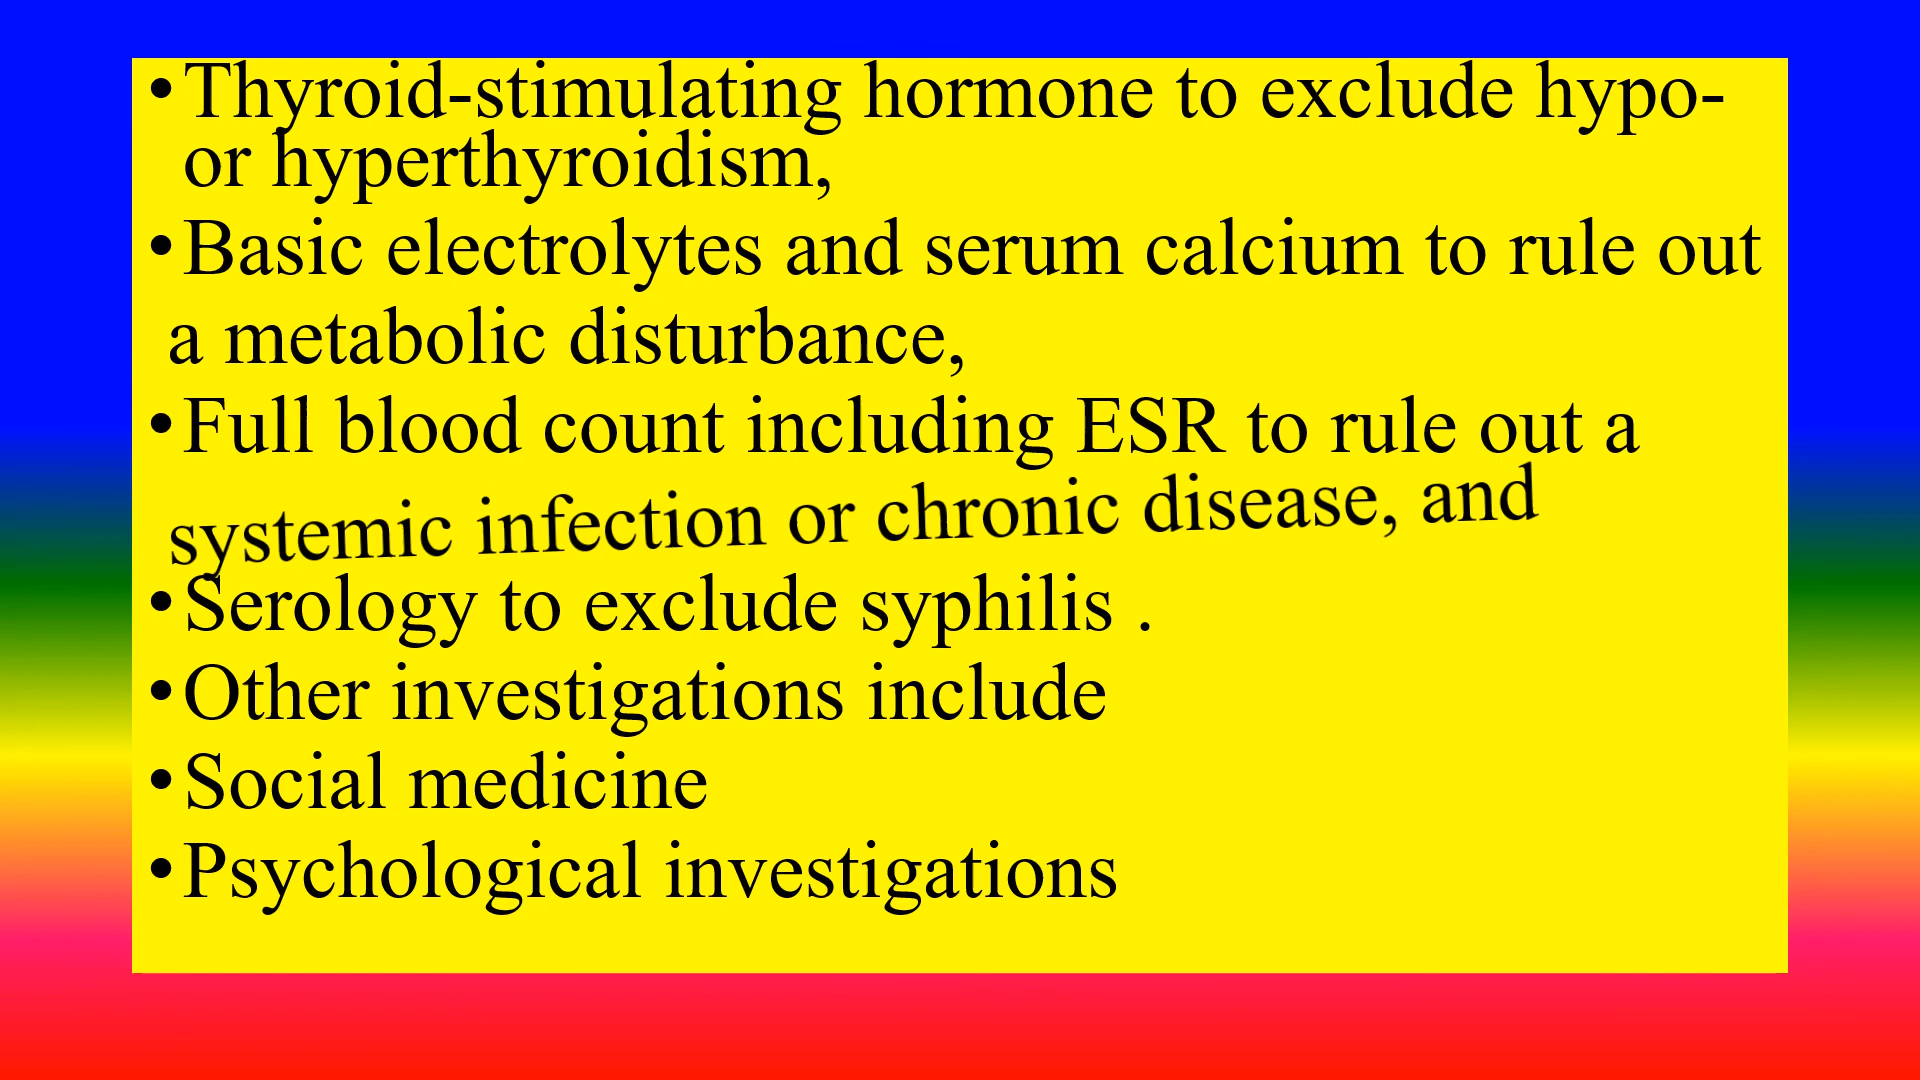 •Thyroid-stimulating hormone to exclude hypo-
or hyperthyroidism,
•Basic electrolytes and serum calcium to rule out
a metabolic disturbance,
•Full blood count including ESR to rule out a
systemic infection or chronic disease, and
•Serology to exclude syphilis .
•Other investigations include
•Social medicine
•Psychological investigations